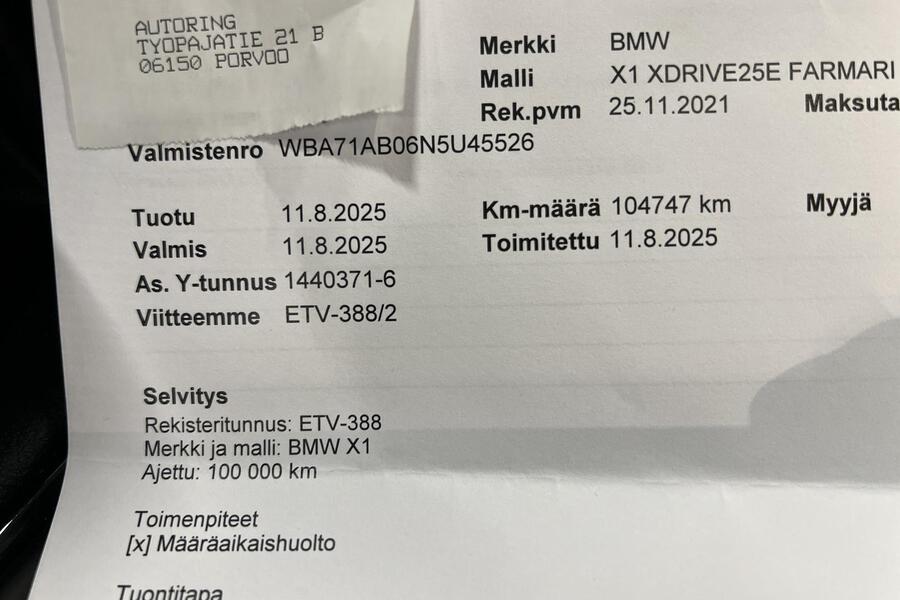 AUTORING
TYÖPAJATIE 21 B
06150 PORVOO
Merkki BMW
Malli X1 XDRIVE25E FARMARI
Rek.pvm 25.11.2021 Maksuta
Valmistenro WBA71AB06N5U45526
Tuotu 11.8.2025 Km-määrä 104747 km Myyjä
Valmis 11.8.2025 Toimitettu 11.8.2025
As. Y-tunnus 1440371-6
Viitteemme ETV-388/2
Selvitys
Rekisteritunnus: ETV-388
Merkki ja malli: BMW X1
Ajettu: 100 000 km
Toimenpiteet
[x] Määräaikaishuolto
Tuontitapa